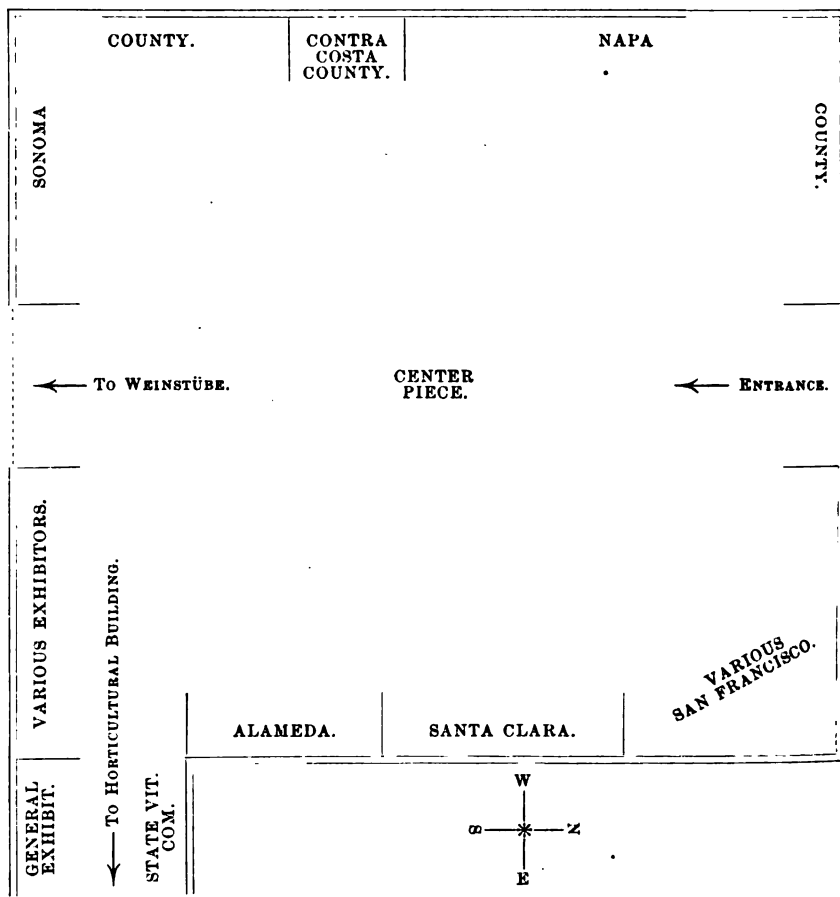 COUNTY.
CONTRA
COSTA
COUNTY.
NAPA
SONOMA
COUNTY.
TO WEINSTÜBE.
CENTER
PIECE.
ENTRANCE.
VARIOUS EXHIBITORS.
TO HORTICULTURAL BUILDING.
VARIOUS
SAN FRANCISCO.
ALAMEDA.
SANTA CLARA.
GENERAL
EXHIBIT.
STATE VIT.
COM.
W
S
N
E